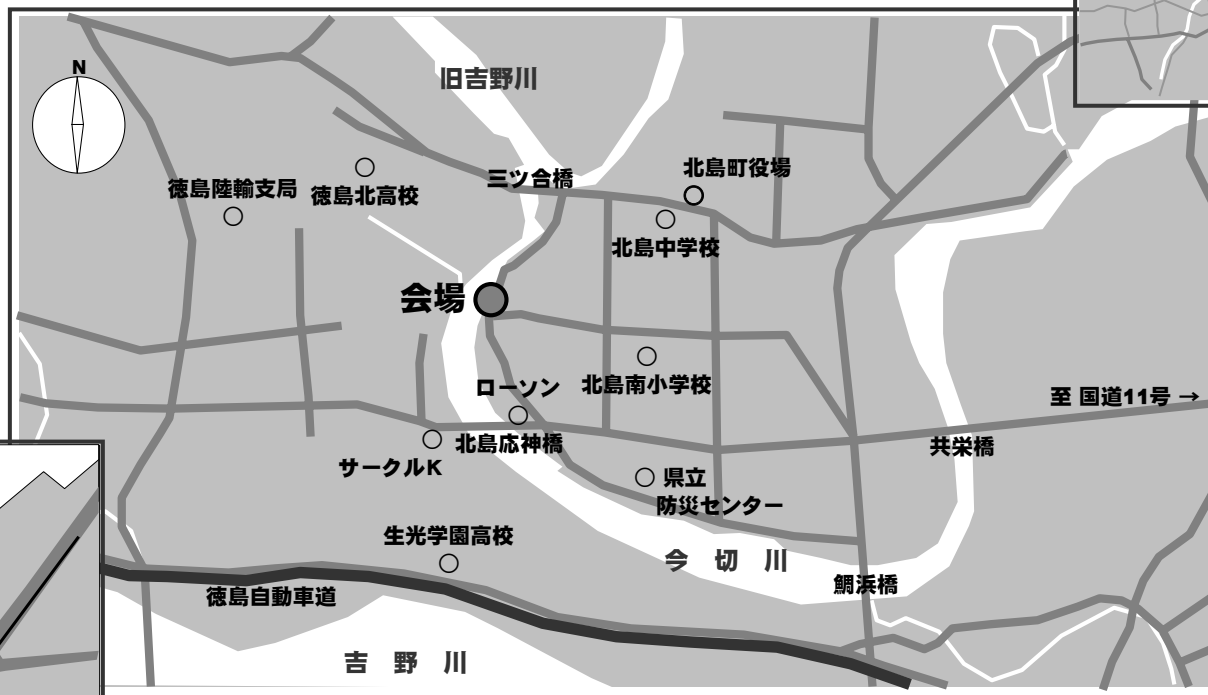 N
旧吉野川
北島町役場
三ツ合橋
徳島陸輸支局
徳島北高校
北島中学校
会場
ローソン
北島南小学校
至 国道11号 →
北島応神橋
共栄橋
サークルK
県立
防災センター
生光学園高校
今 切 川
鯛浜橋
徳島自動車道
吉 野 川